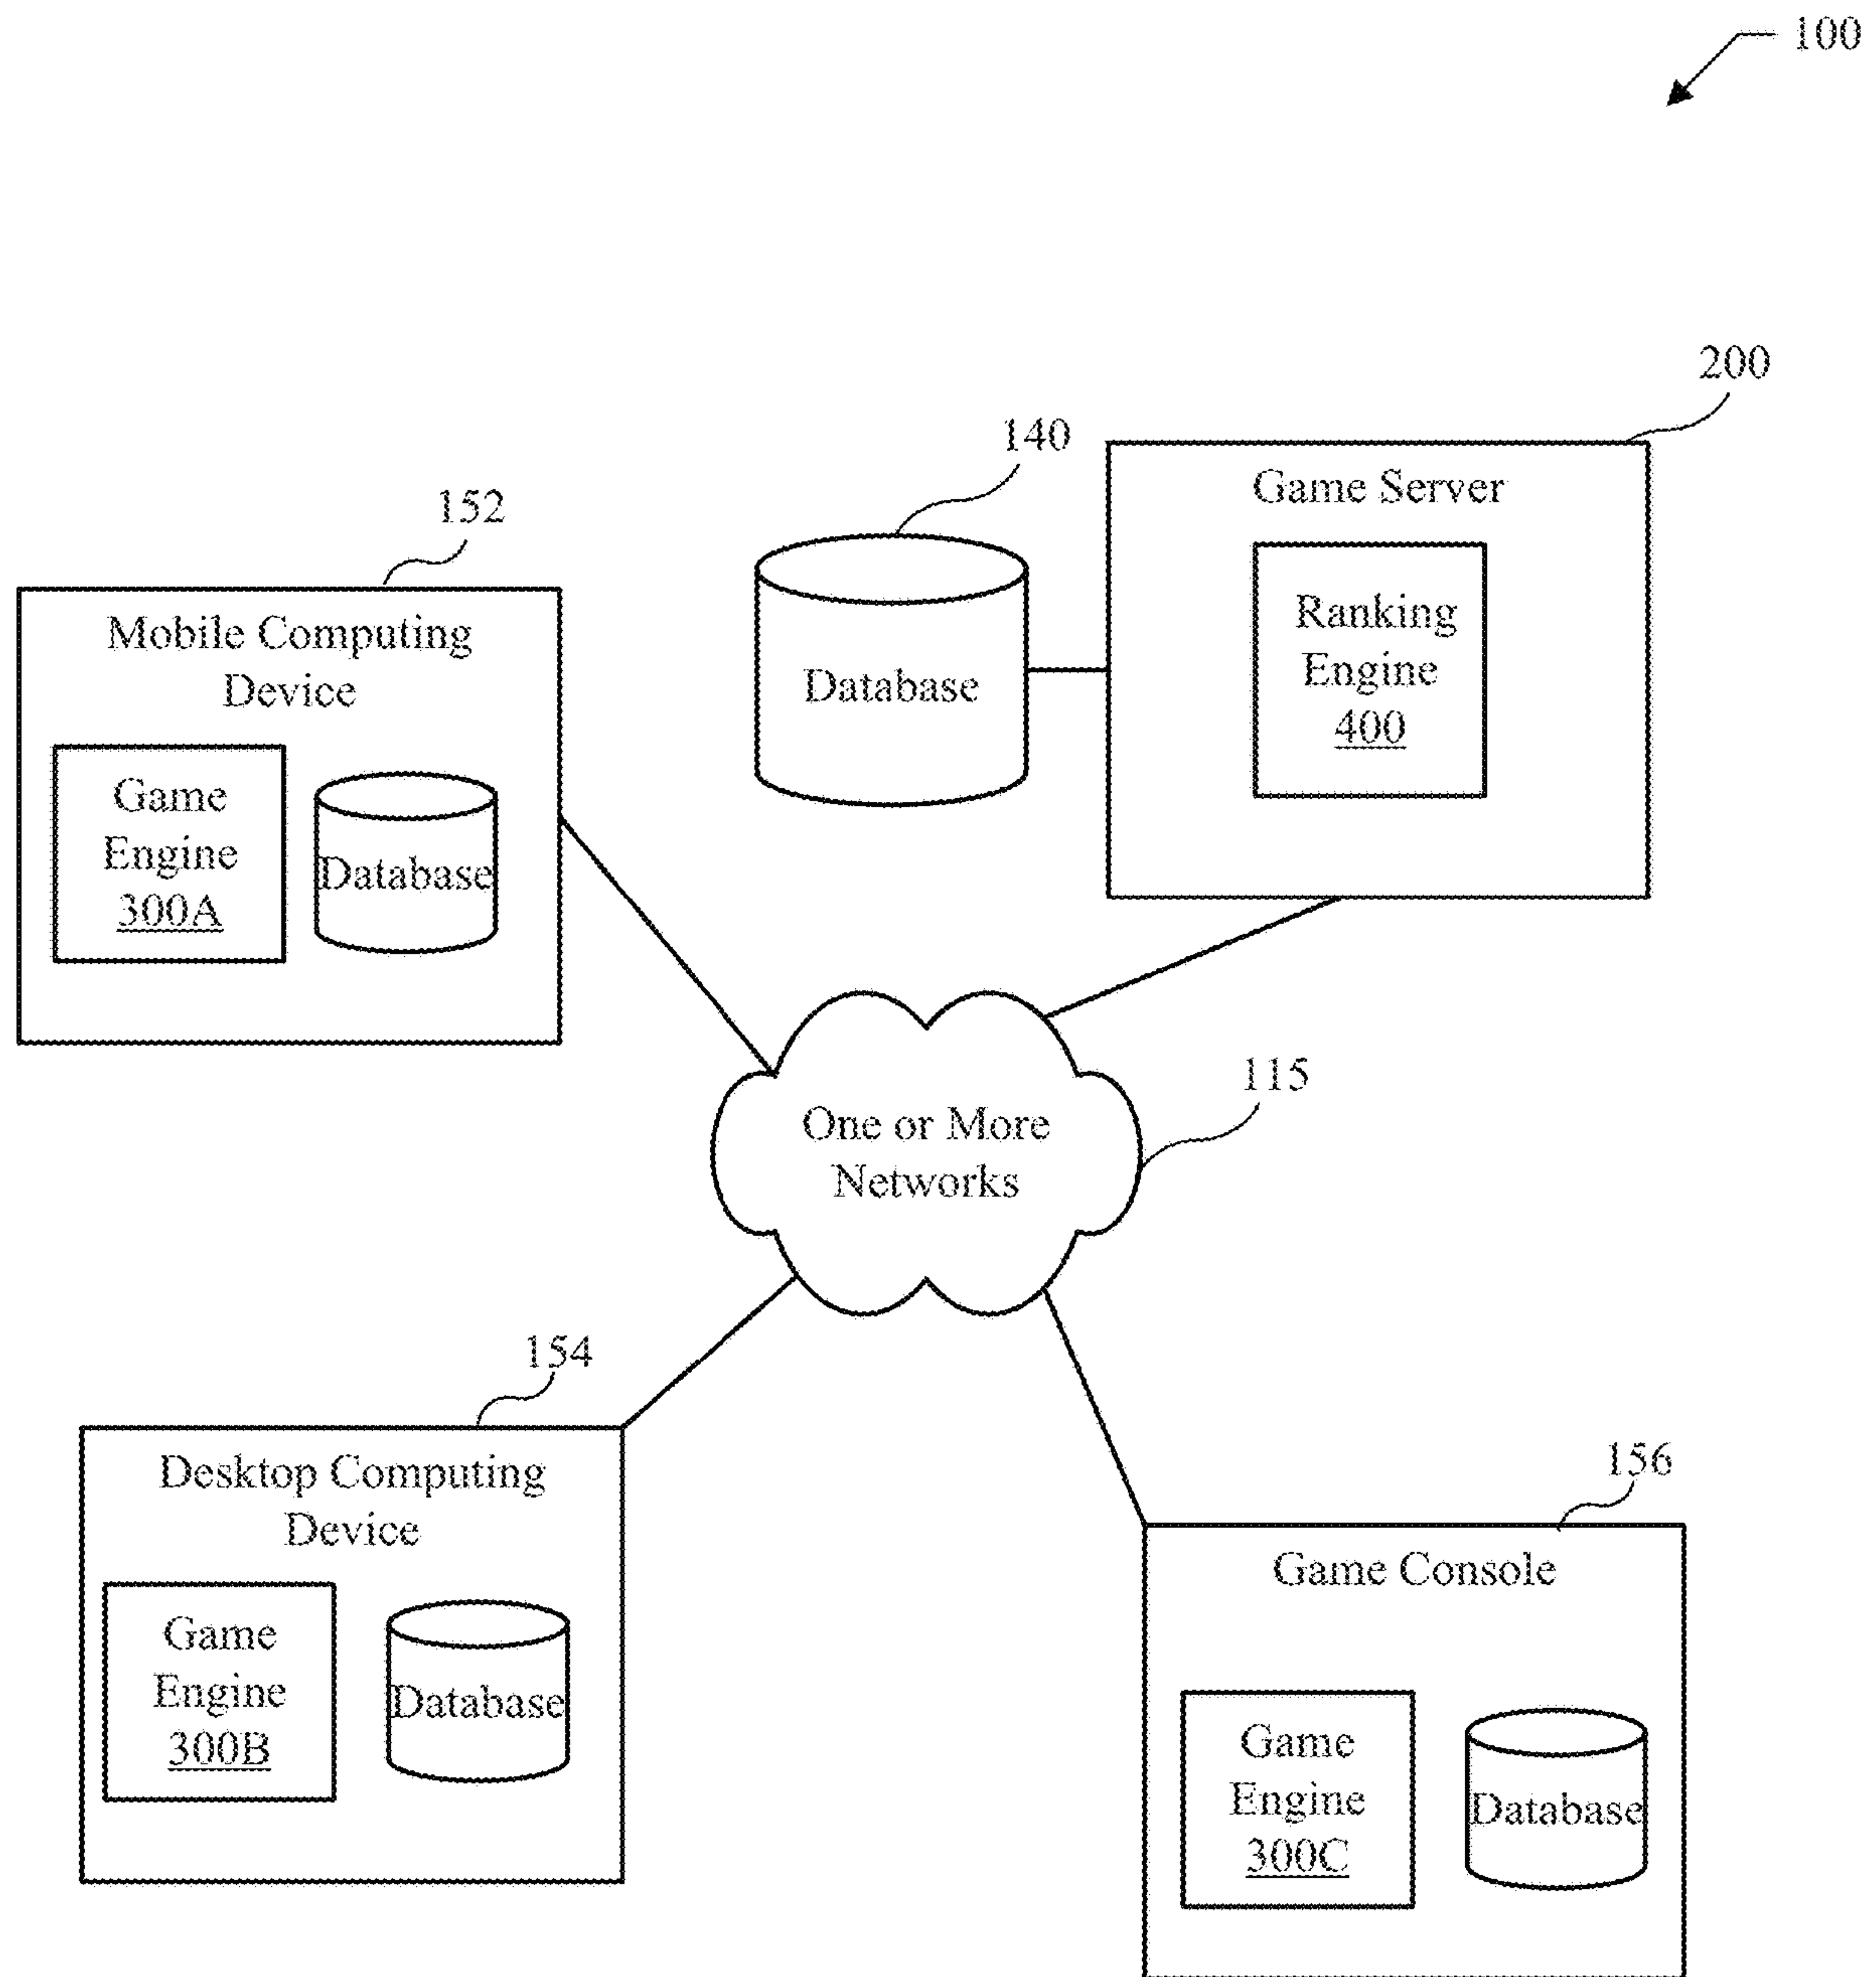 100
200
Game Server
Ranking
Engine
400
140
Database
152
Mobile Computing
Device
Game
Engine
300A
Database
One or More
Networks
115
154
Desktop Computing
Device
Game
Engine
300B
Database
156
Game Console
Game
Engine
300C
Database